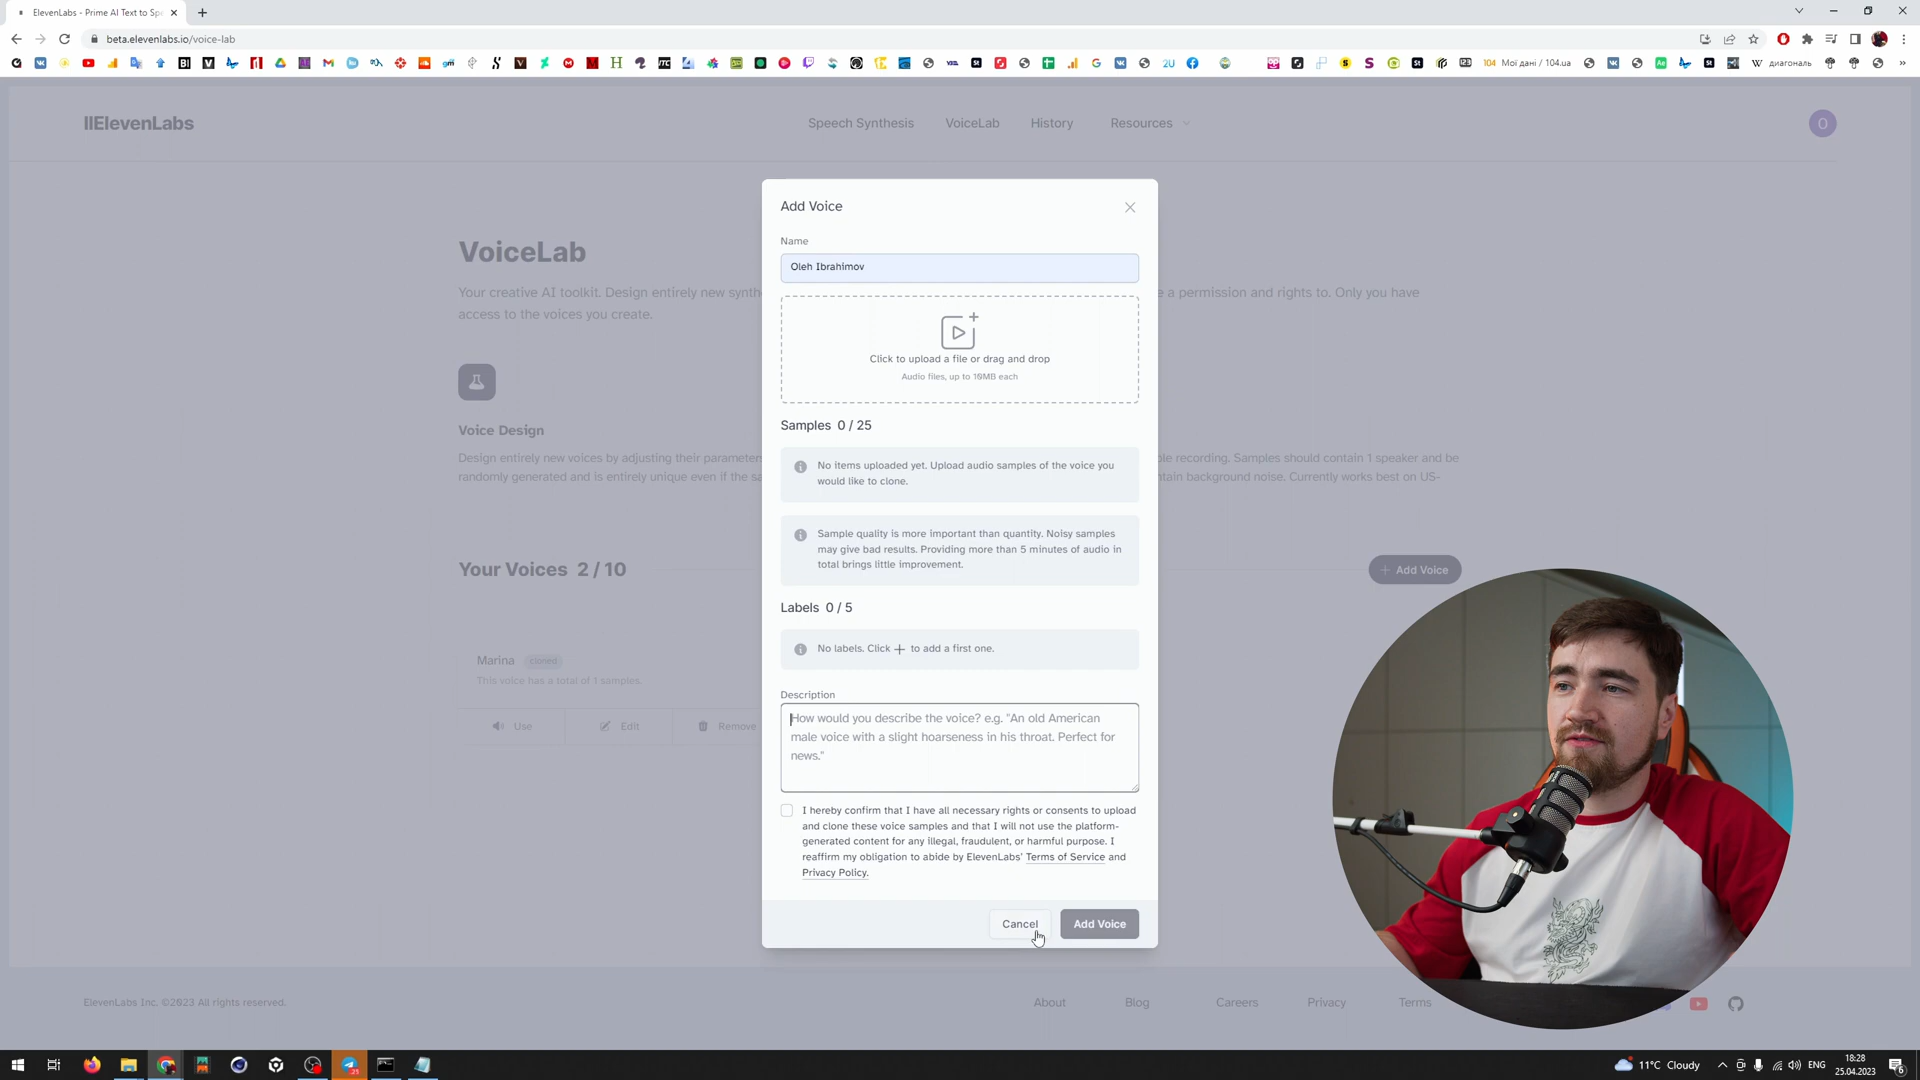 ElevenLabs - Prime AI Text to Spe
beta.elevenlabs.io/voice-lab
104 Мої дані / 104.ua
диагональ
IIElevenLabs
Speech Synthesis
VoiceLab
History
Resources
O
VoiceLab
Your creative AI toolkit. Design entirely new synth
e a permission and rights to. Only you have
access to the voices you create.
Voice Design
Design entirely new voices by adjusting their parameters
ple recording. Samples should contain 1 speaker and be
randomly generated and is entirely unique even if the sa
ntain background noise. Currently works best on US-
Your Voices 2 / 10
+ Add Voice
Marina cloned
This voice has a total of 1 samples.
Use
Edit
Remove
Add Voice
Name
Oleh Ibrahimov
Click to upload a file or drag and drop
Audio files, up to 10MB each
Samples 0 / 25
No items uploaded yet. Upload audio samples of the voice you
would like to clone.
Sample quality is more important than quantity. Noisy samples
may give bad results. Providing more than 5 minutes of audio in
total brings little improvement.
Labels 0 / 5
No labels. Click + to add a first one.
Description
How would you describe the voice? e.g. "An old American
male voice with a slight hoarseness in his throat. Perfect for
news."
I hereby confirm that I have all necessary rights or consents to upload
and clone these voice samples and that I will not use the platform-
generated content for any illegal, fraudulent, or harmful purpose. I
reaffirm my obligation to abide by ElevenLabs' Terms of Service and
Privacy Policy.
Cancel
Add Voice
ElevenLabs Inc. ©2023 All rights reserved.
About
Blog
Careers
Privacy
Terms
11°C Cloudy
ENG
18:28
25.04.2023